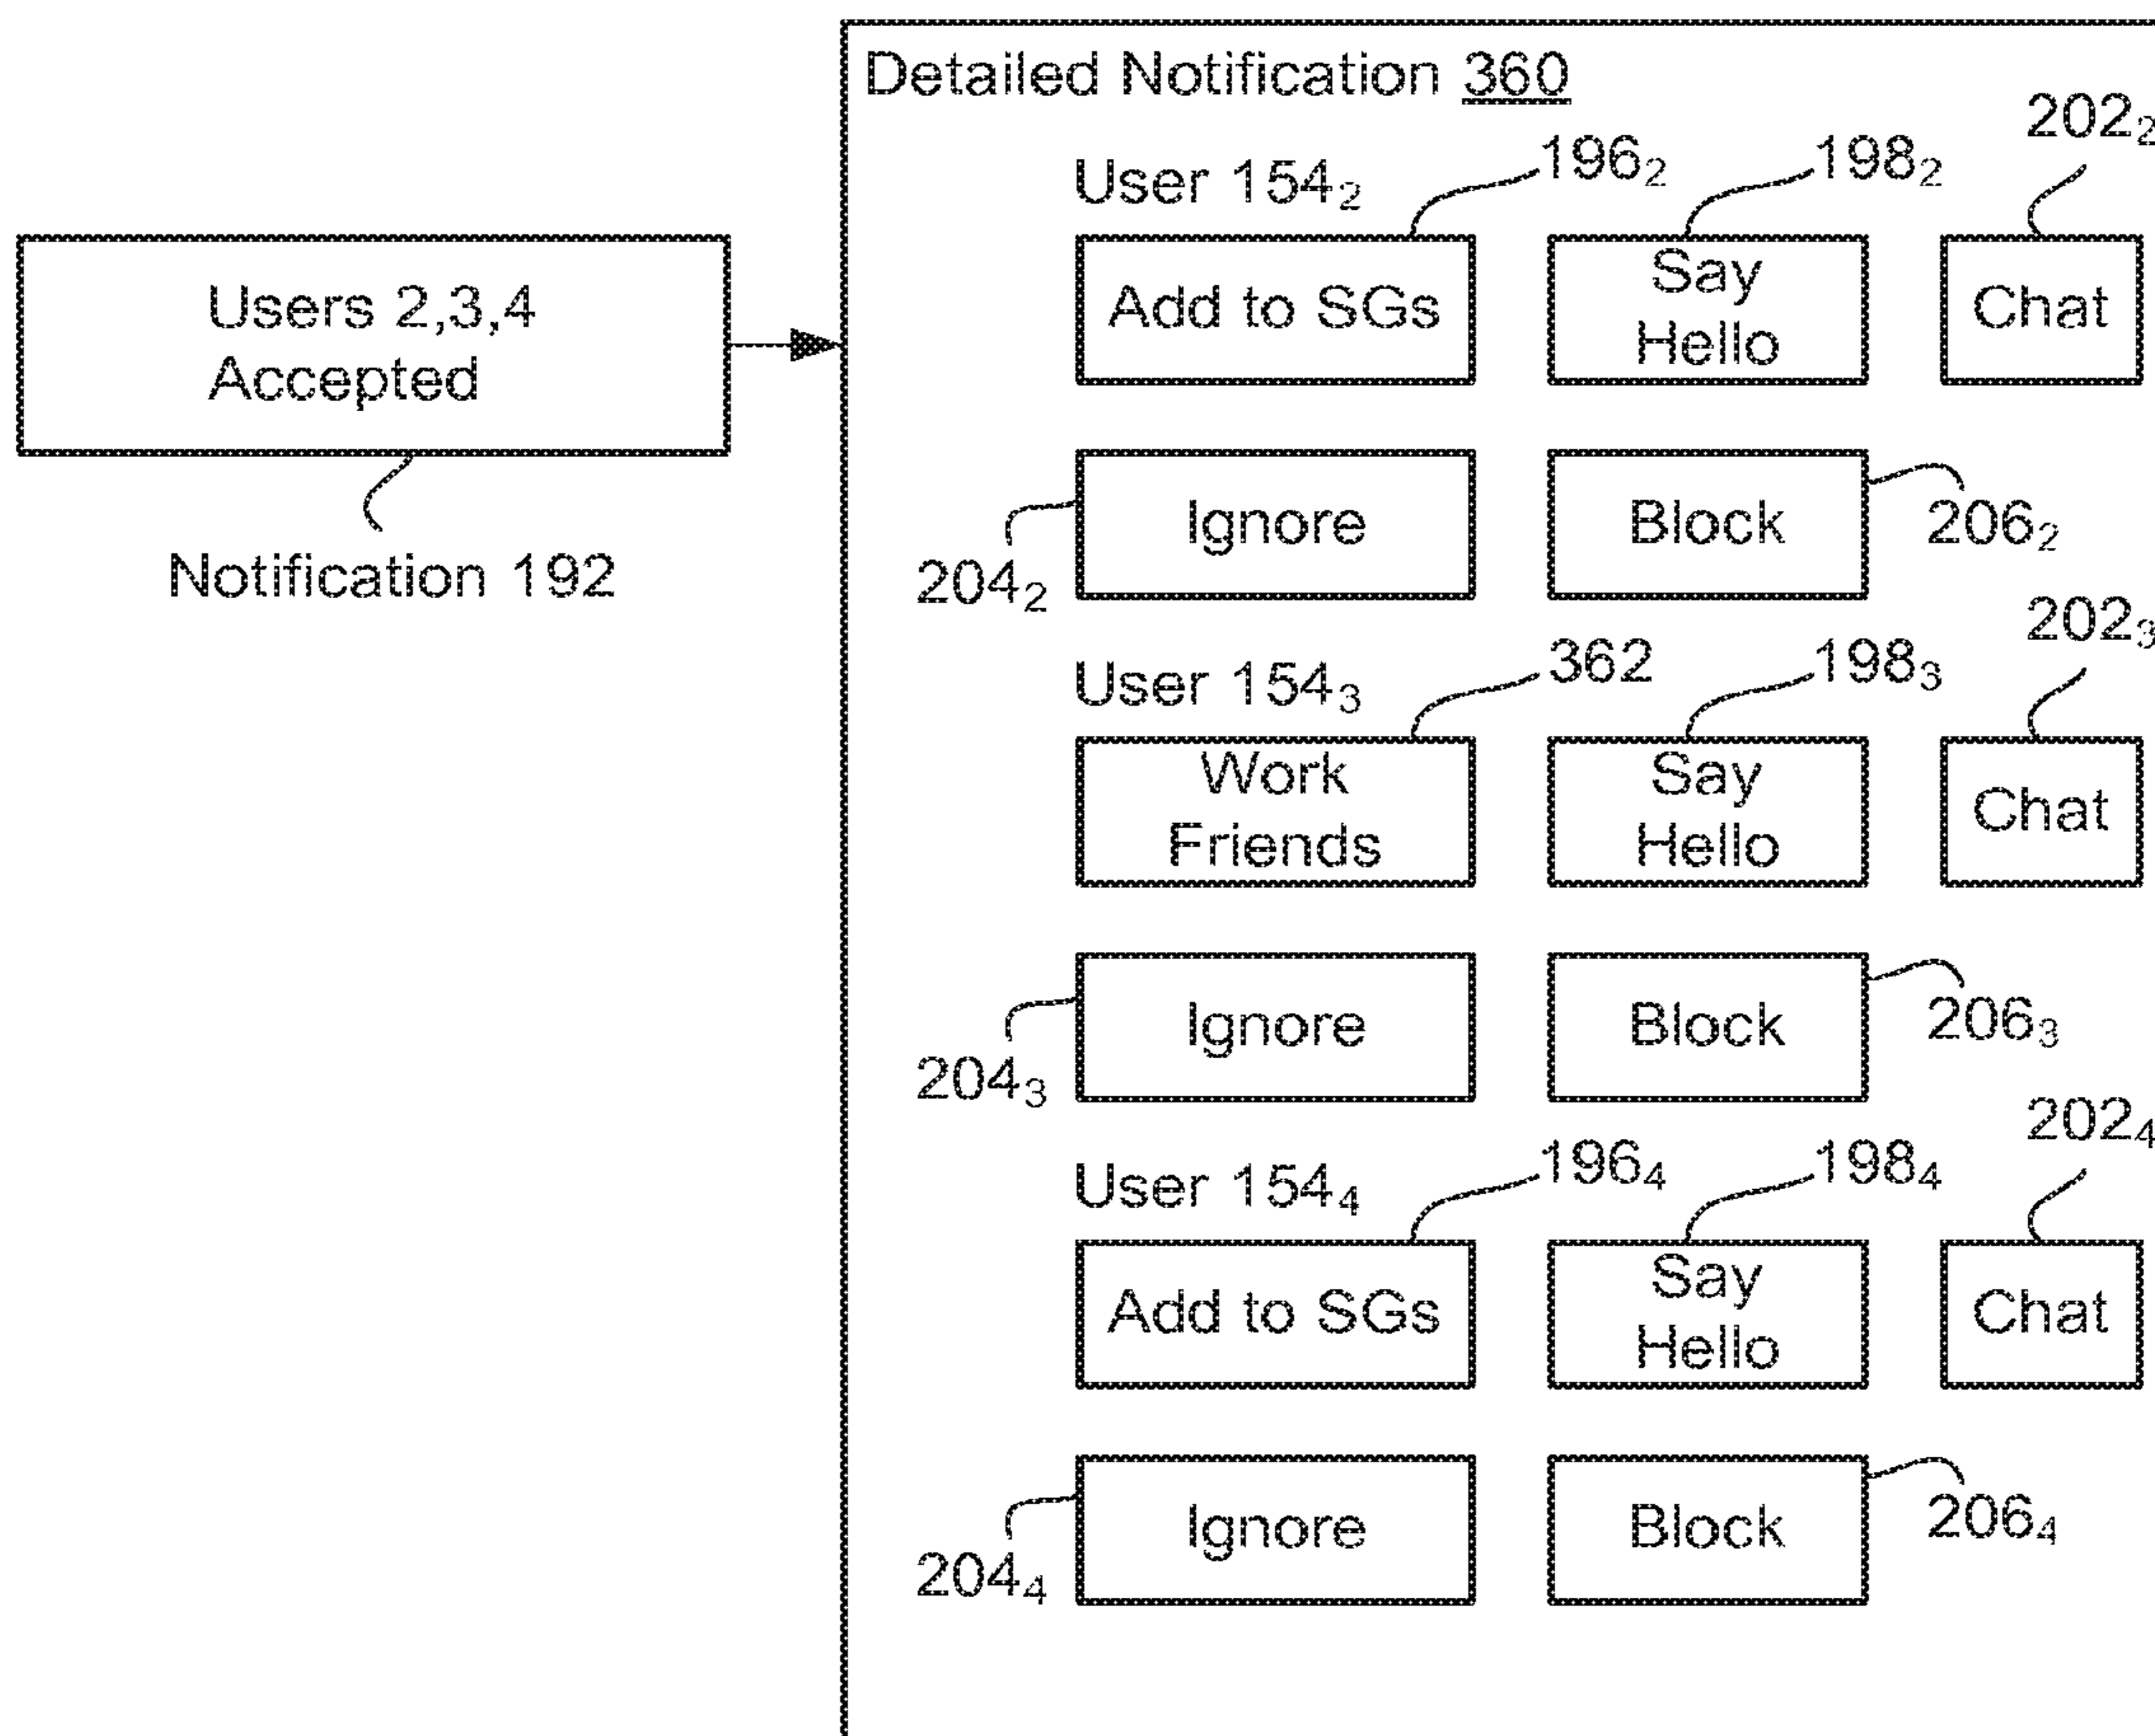 Detailed Notification 360
202₂
User 154₂ 196₂ 198₂
Users 2,3,4
Accepted
Add to SGs
Say
Hello
Chat
Notification 192
204₂
Ignore
Block
206₂
202₃
User 154₃ 362 198₃
Work
Friends
Say
Hello
Chat
204₃
Ignore
Block
206₃
202₄
User 154₄ 196₄ 198₄
Add to SGs
Say
Hello
Chat
204₄
Ignore
Block
206₄